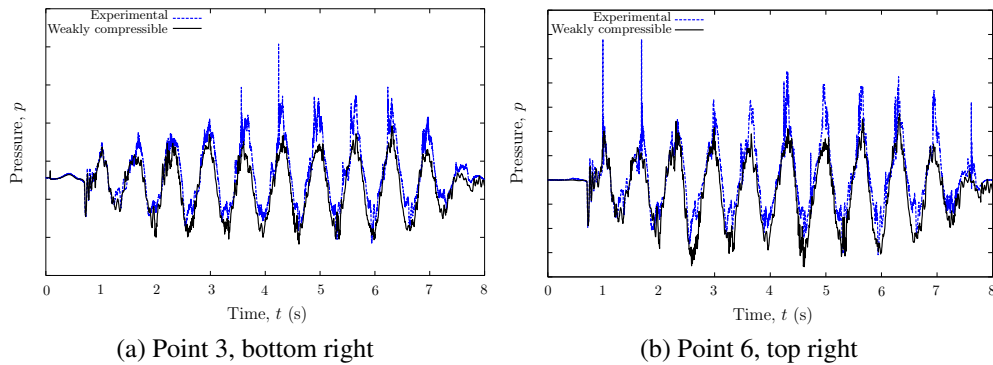 Experimental
Weakly compressible
Pressure, p
0 1 2 3 4 5 6 7 8
Time, t (s)
(a) Point 3, bottom right
Experimental
Weakly compressible
Pressure, p
0 1 2 3 4 5 6 7 8
Time, t (s)
(b) Point 6, top right